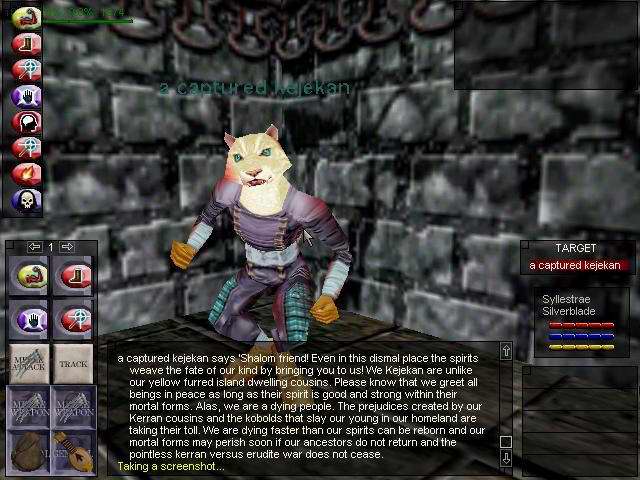 a captured kejekan
1
MELEE
ATTACK
TRACK
TARGET
a captured kejekan
Syllestrae
Silverblade
a captured kejekan says 'Shalom friend! Even in this dismal place the spirits
weave the fate of our kind by bringing you to us! We Kejekan are unlike
our yellow furred island dwelling cousins. Please know that we greet all
beings in peace as long as their spirit is good and strong within their
mortal forms. Alas, we are a dying people. The prejudices created by our
Kerran cousins and the kobolds that slay our young in our homeland are
taking their toll. We are dying faster than our spirits can be reborn and our
mortal forms may perish soon if our ancestors do not return and the
pointless kerran versus erudite war does not cease.
Taking a screenshot...